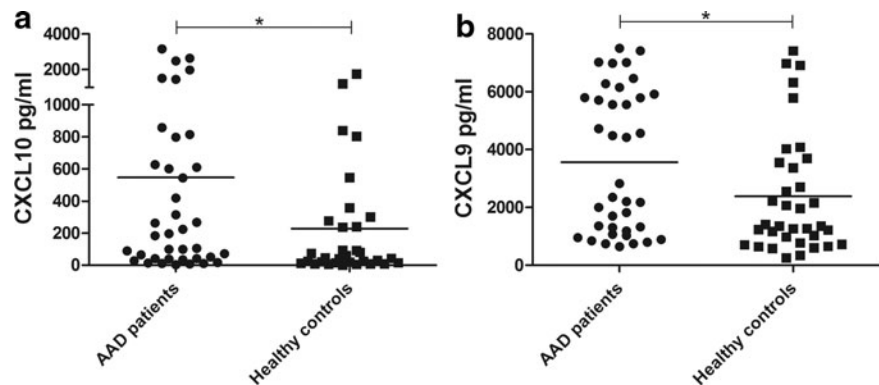 a
*
4000
2000
1000
800
600
400
200
0
CXCL10 pg/ml
AAD patients
Healthy controls
b
*
8000
6000
4000
2000
0
CXCL9 pg/ml
AAD patients
Healthy controls